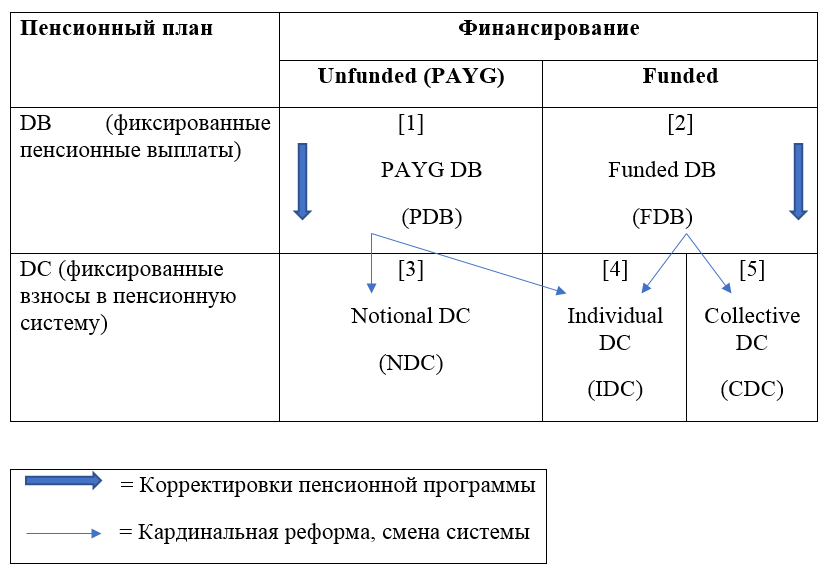 Пенсионный план
Финансирование
Unfunded (PAYG)
Funded
DB (фиксированные
пенсионные выплаты)
[1]
PAYG DB
(PDB)
[2]
Funded DB
(FDB)
DC (фиксированные
взносы в пенсионную
систему)
[3]
Notional DC
(NDC)
[4]
Individual
DC
(IDC)
[5]
Collective
DC
(CDC)
= Корректировки пенсионной программы
= Кардинальная реформа, смена системы